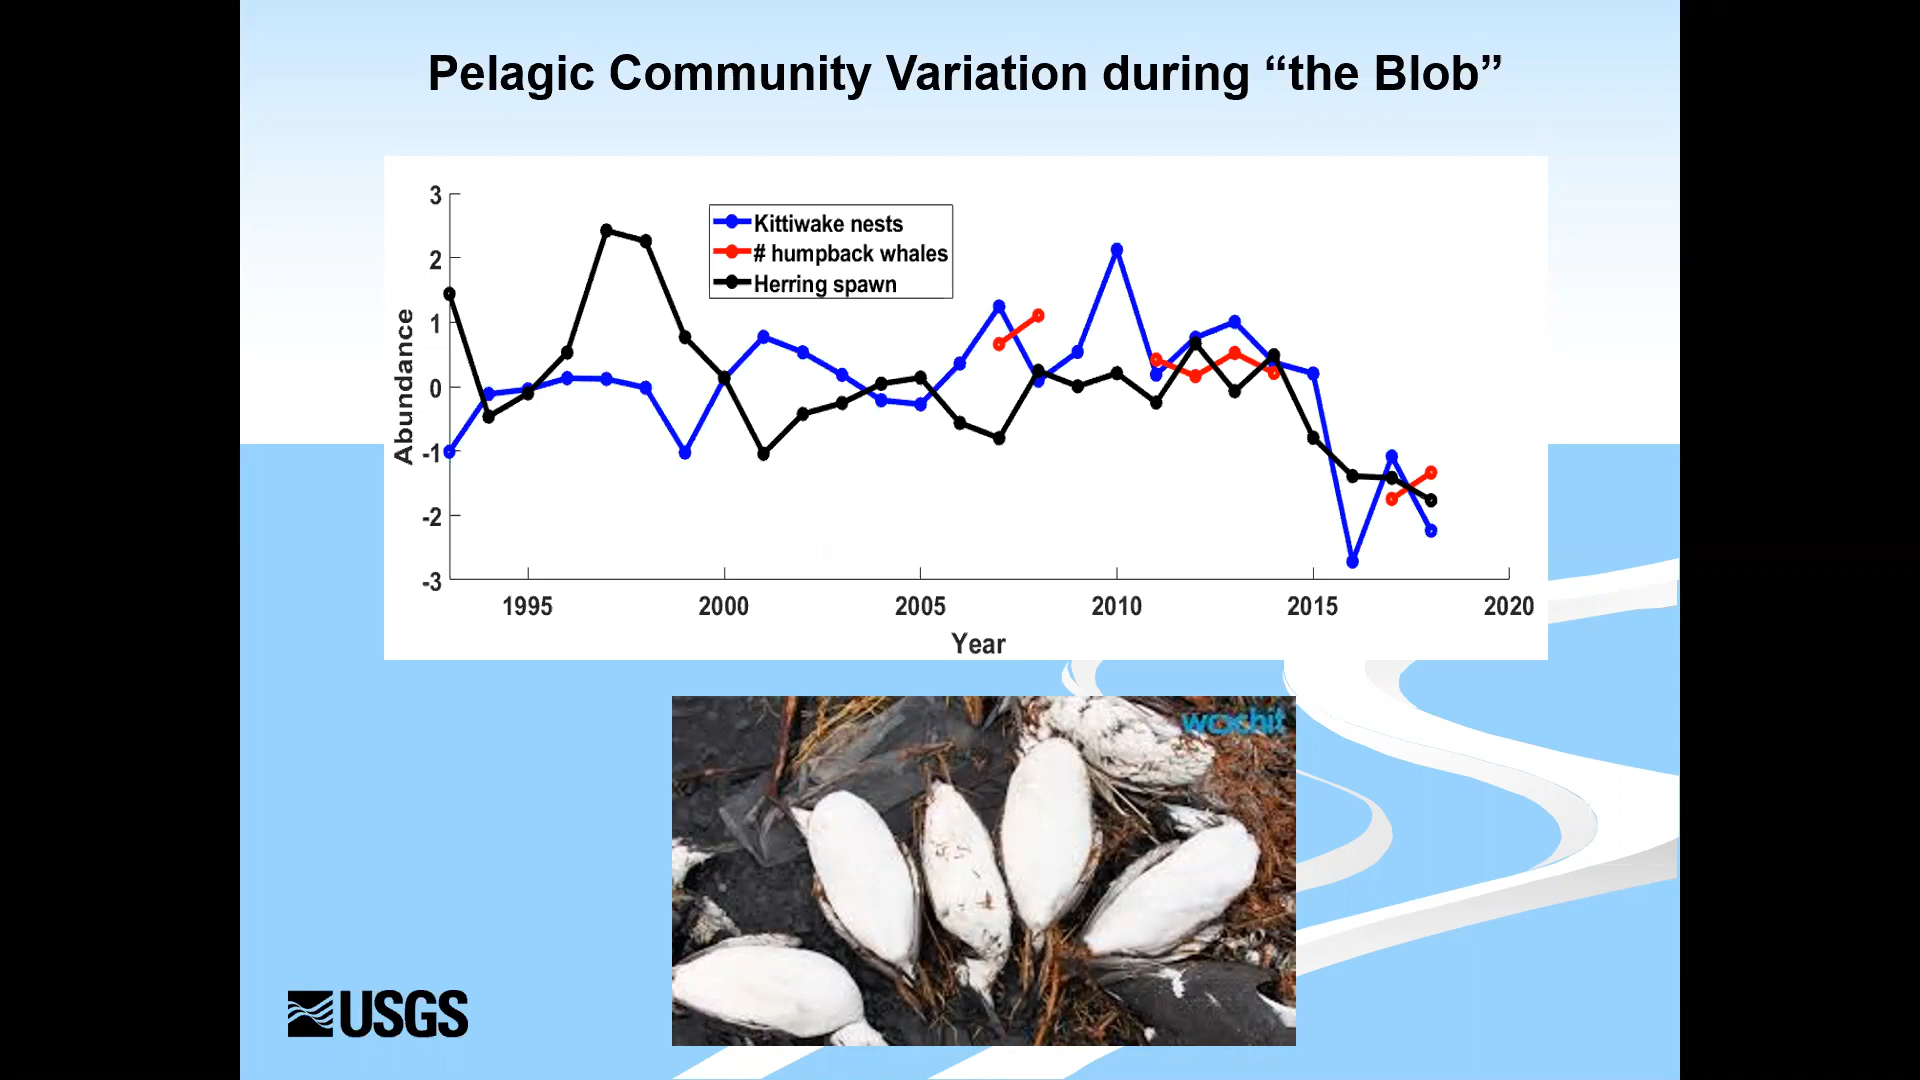 Pelagic Community Variation during “the Blob”
3
2
1
0
-1
-2
-3
Abundance
Kittiwake nests
# humpback whales
Herring spawn
1995
2000
2005
2010
2015
2020
Year
wochit
USGS